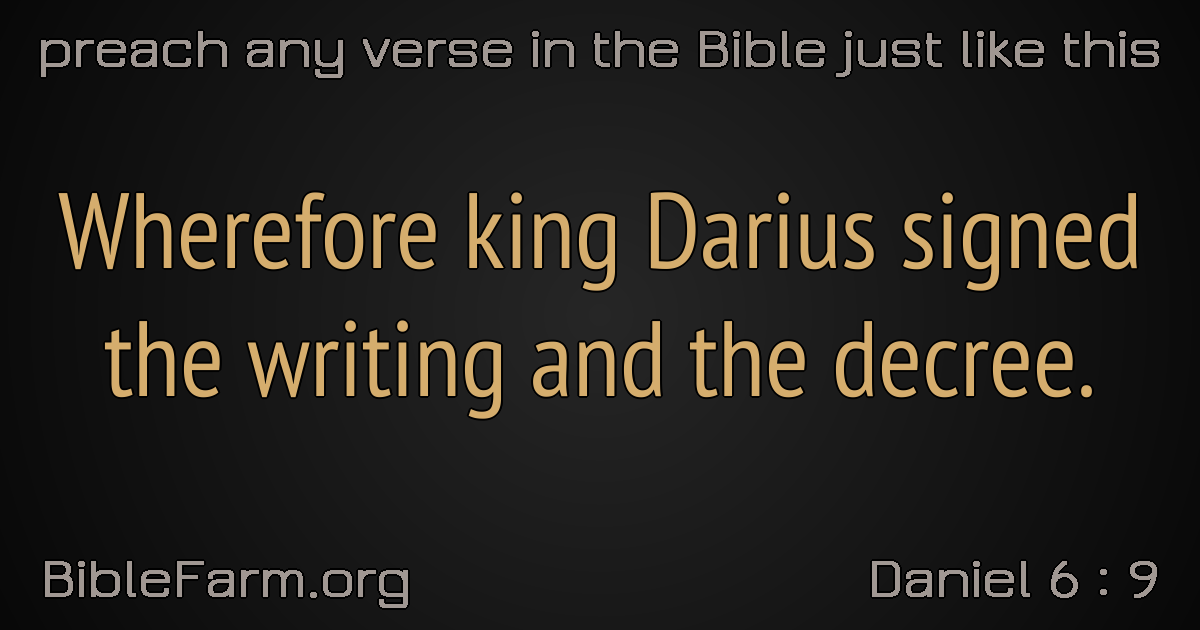 preach any verse in the Bible just like this
Wherefore king Darius signed
the writing and the decree.
BibleFarm.org
Daniel 6 : 9